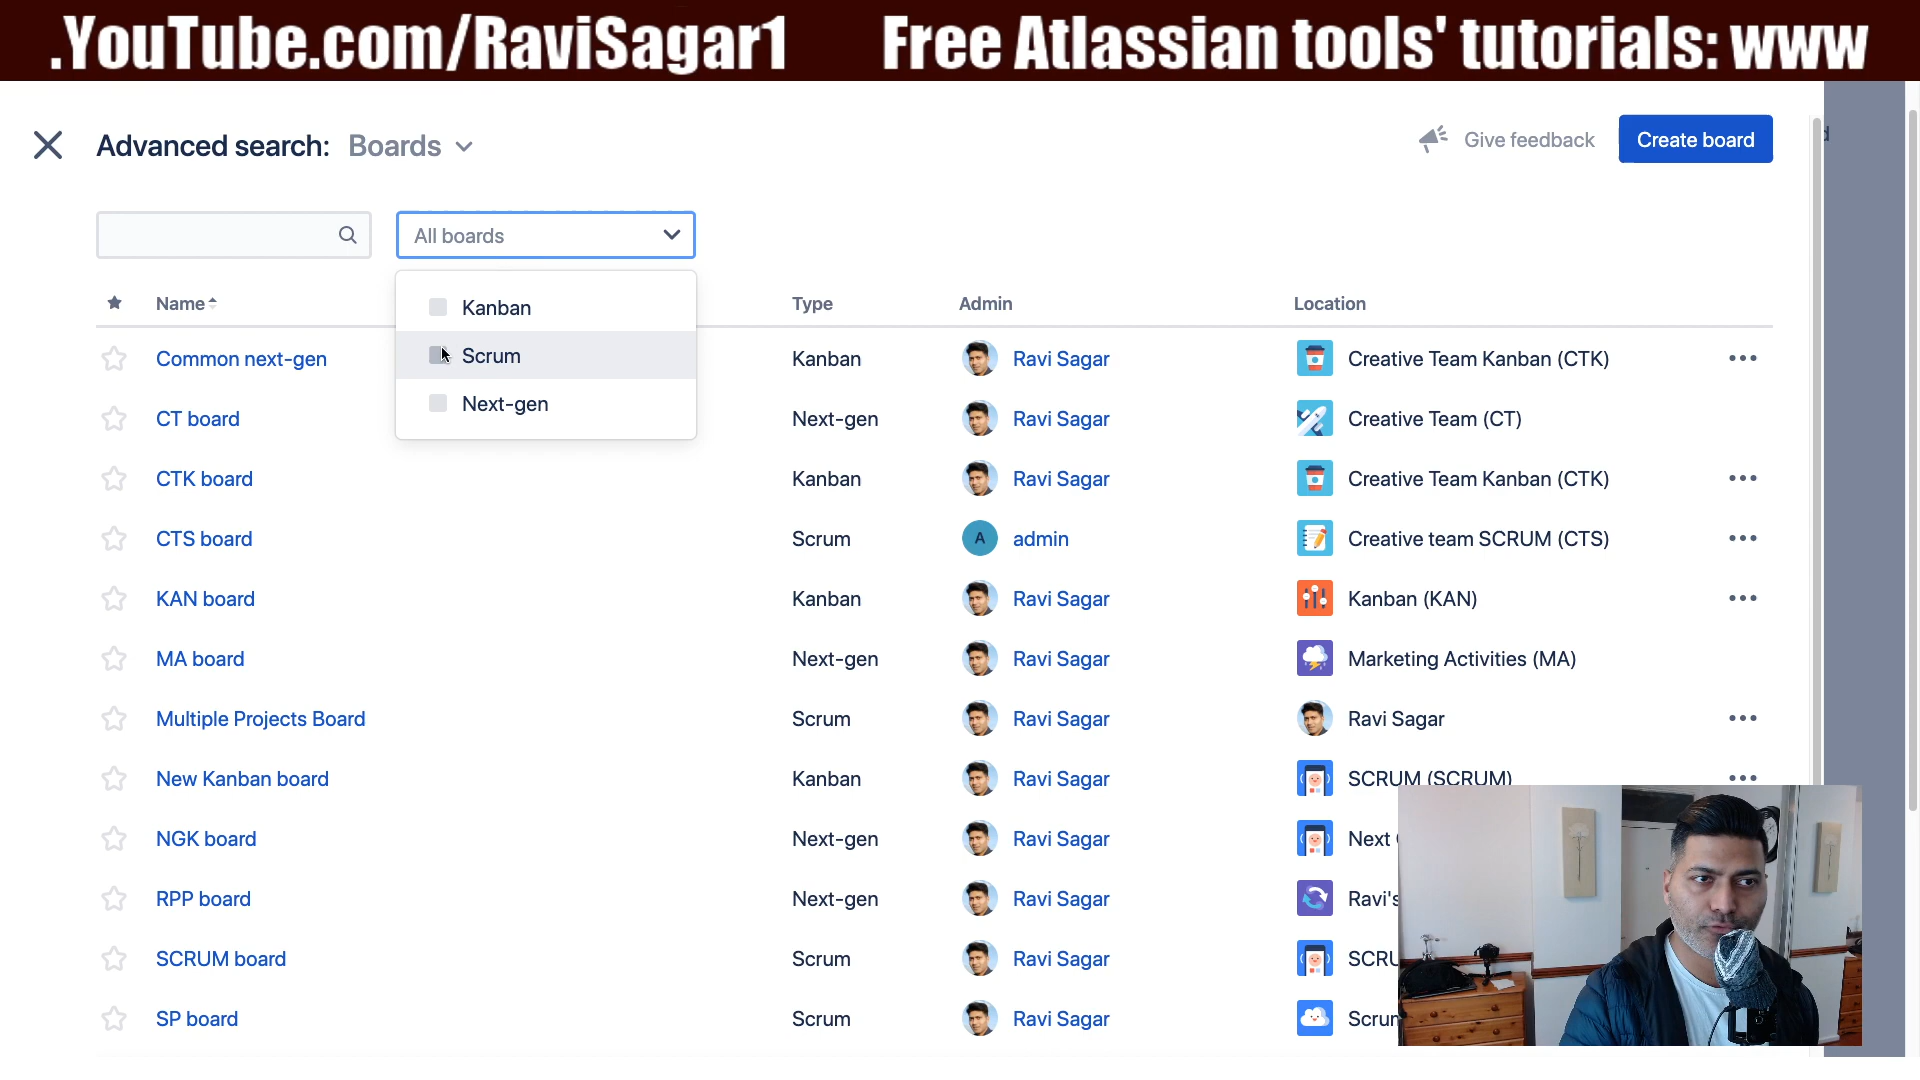 .YouTube.com/RaviSagar1 Free Atlassian tools' tutorials: www
Advanced search: Boards
Give feedback
Create board
All boards
Kanban
Scrum
Next-gen
Name Type Admin Location
Common next-gen Kanban Ravi Sagar Creative Team Kanban (CTK)
CT board Next-gen Ravi Sagar Creative Team (CT)
CTK board Kanban Ravi Sagar Creative Team Kanban (CTK)
CTS board Scrum A admin Creative team SCRUM (CTS)
KAN board Kanban Ravi Sagar Kanban (KAN)
MA board Next-gen Ravi Sagar Marketing Activities (MA)
Multiple Projects Board Scrum Ravi Sagar Ravi Sagar
New Kanban board Kanban Ravi Sagar SCRUM (SCRUM)
NGK board Next-gen Ravi Sagar Next
RPP board Next-gen Ravi Sagar Ravi's
SCRUM board Scrum Ravi Sagar
SP board Scrum Ravi Sagar